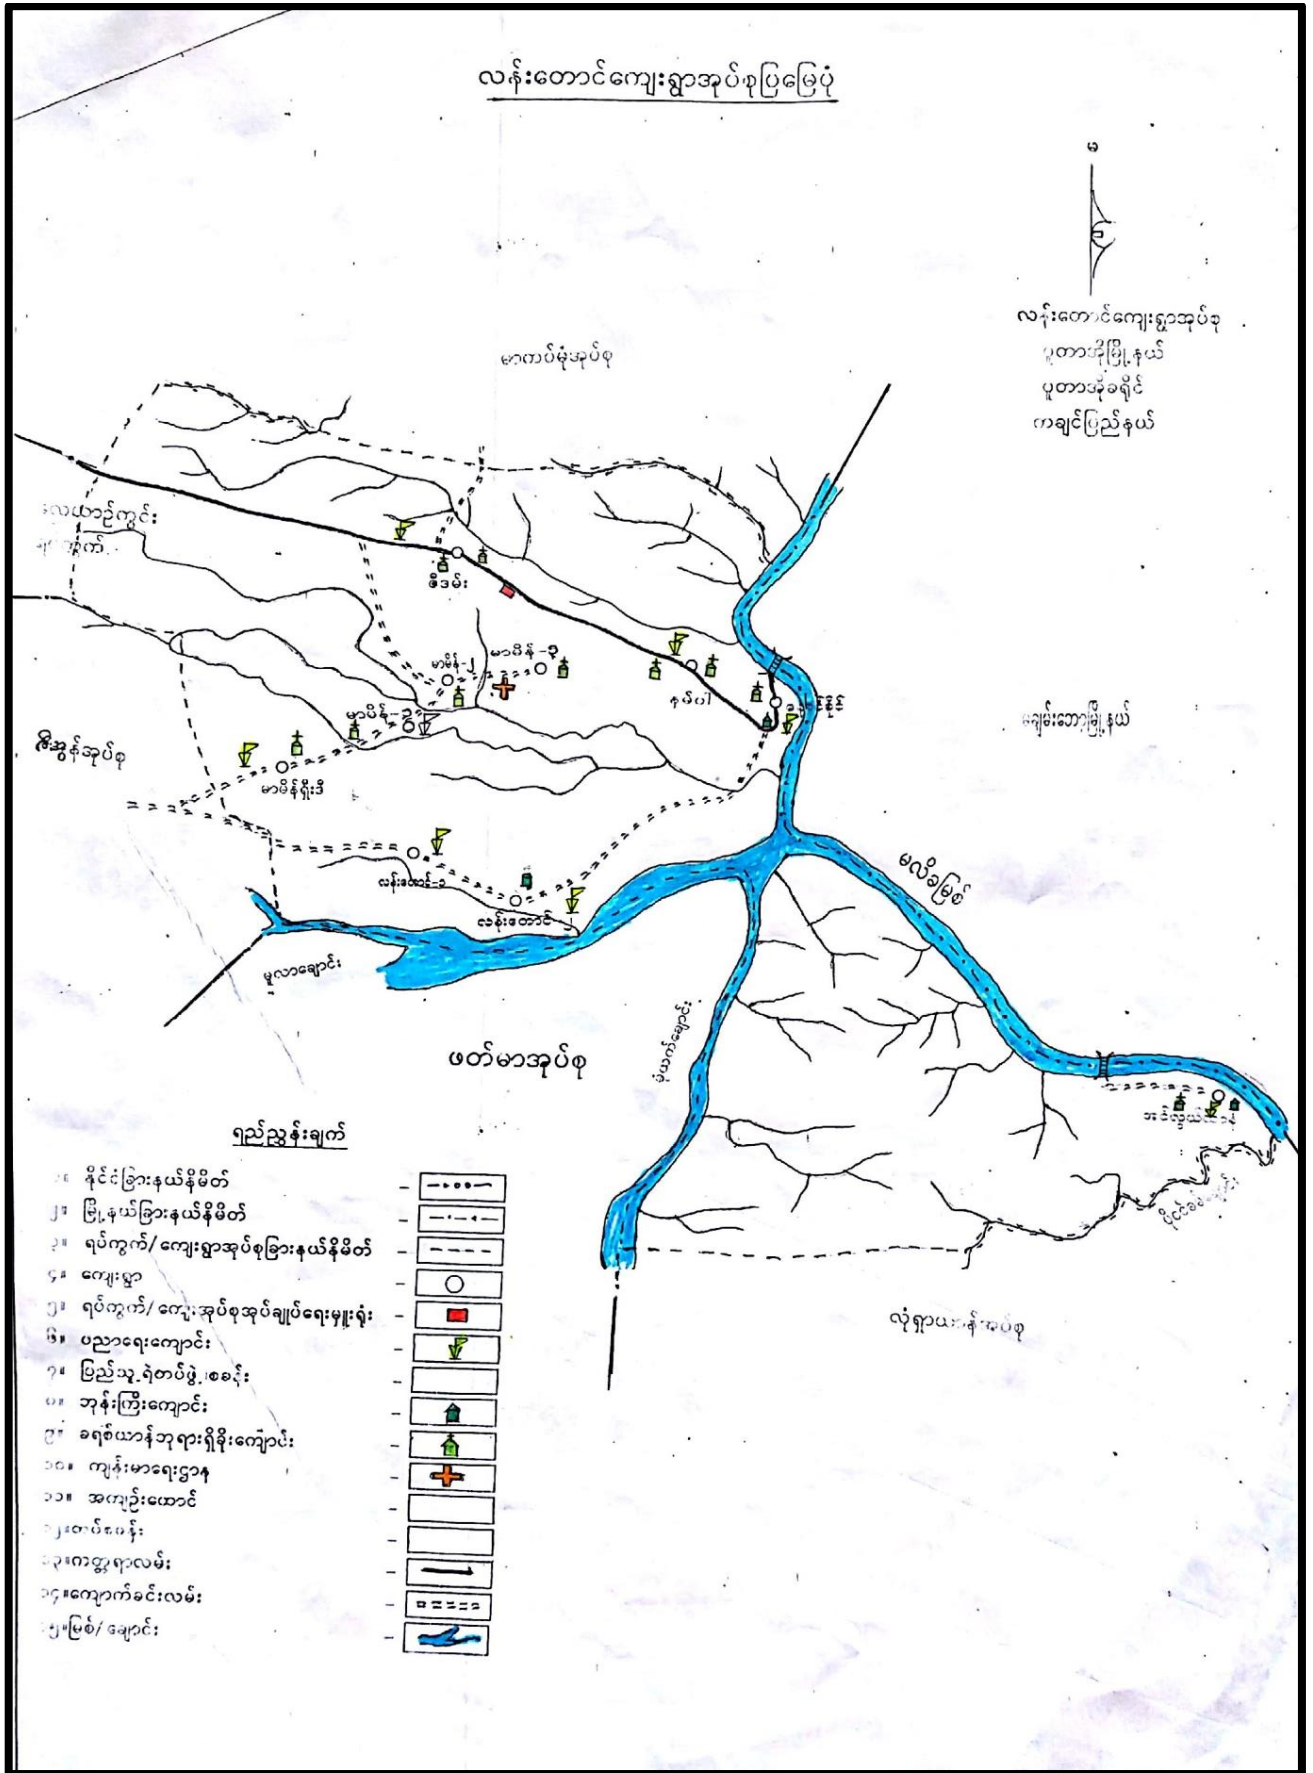 လန်းတောင်ကျေးရွာအုပ်စုပြမြေပုံ
မ
လန်းတောင်ကျေးရွာအုပ်စု
ပူတာအိုမြို့နယ်
ပူတာအိုခရိုင်
ကချင်ပြည်နယ်
မာကပ်မုံအုပ်စု
ဇီဒမ်း
မာမိန်-၂
မာမိန်-၃
မာမိန်-၁
နမ်ပါ
ချမ်းဘော့မြို့နယ်
မာမိန်ရှီးဒီ
လန်းတောင်-၁
လန်းတောင်-၂
မလိခမြစ်
မူလာချောင်း
ဖတ်မာအုပ်စု
ရည်ညွှန်းချက်
၁။ နိုင်ငံခြားနယ်နိမိတ်
၂။ မြို့နယ်ခြားနယ်နိမိတ်
၃။ ရပ်ကွက်/ကျေးရွာအုပ်စုခြားနယ်နိမိတ်
၄။ ကျေးရွာ
၅။ ရပ်ကွက်/ကျေးအုပ်စုအုပ်ချုပ်ရေးမှူးရုံး
၆။ ပညာရေးကျောင်း
၇။ ပြည်သူ့ရဲတပ်ဖွဲ့စခန်း
၈။ ဘုန်းကြီးကျောင်း
၉။ ခရစ်ယာန်ဘုရားရှိခိုးကျောင်း
၁၀။ ကျန်းမာရေးဌာန
၁၁။ အကျဉ်းထောင်
၁၂။တပ်စခန်း
၁၃။ကတ္တရာလမ်း
၁၄။ကျောက်ခင်းလမ်း
၁၅။မြစ်/ချောင်း